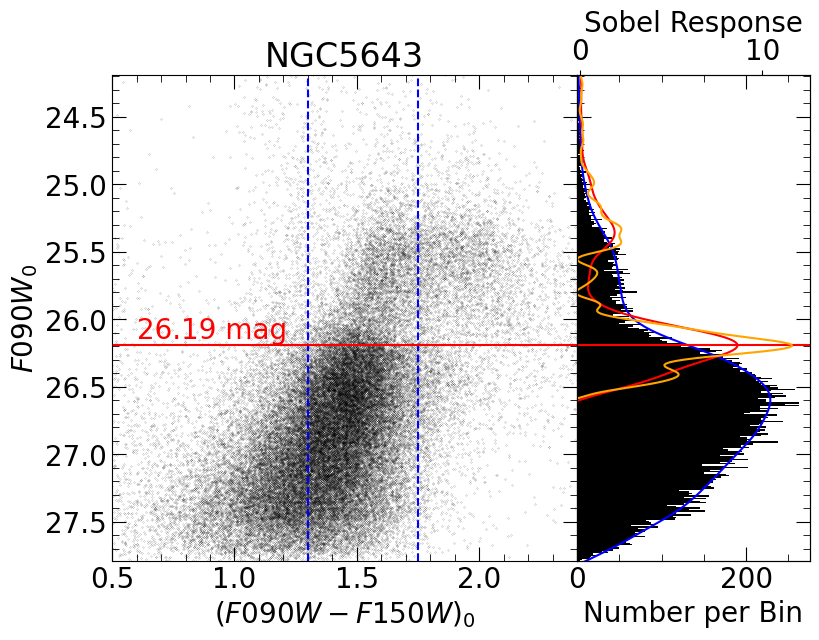 NGC5643
Sobel Response
0 10
24.5
25.0
25.5
26.0
26.5
27.0
27.5
F090W₀
26.19 mag
0.5 1.0 1.5 2.0
(F090W − F150W)₀
0 200
Number per Bin